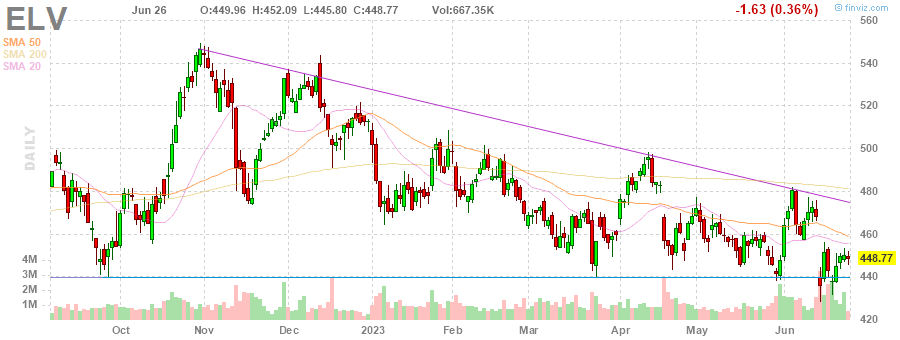 ELV
Jun 26 O:449.96 H:452.09 L:445.80 C:448.77 Vol:667.35K -1.63 (0.36%)
finviz.com
SMA 50
SMA 200
SMA 20
DAILY
560
540
520
500
480
460
448.77
440
420
4M
3M
2M
1M
Oct Nov Dec 2023 Feb Mar Apr May Jun